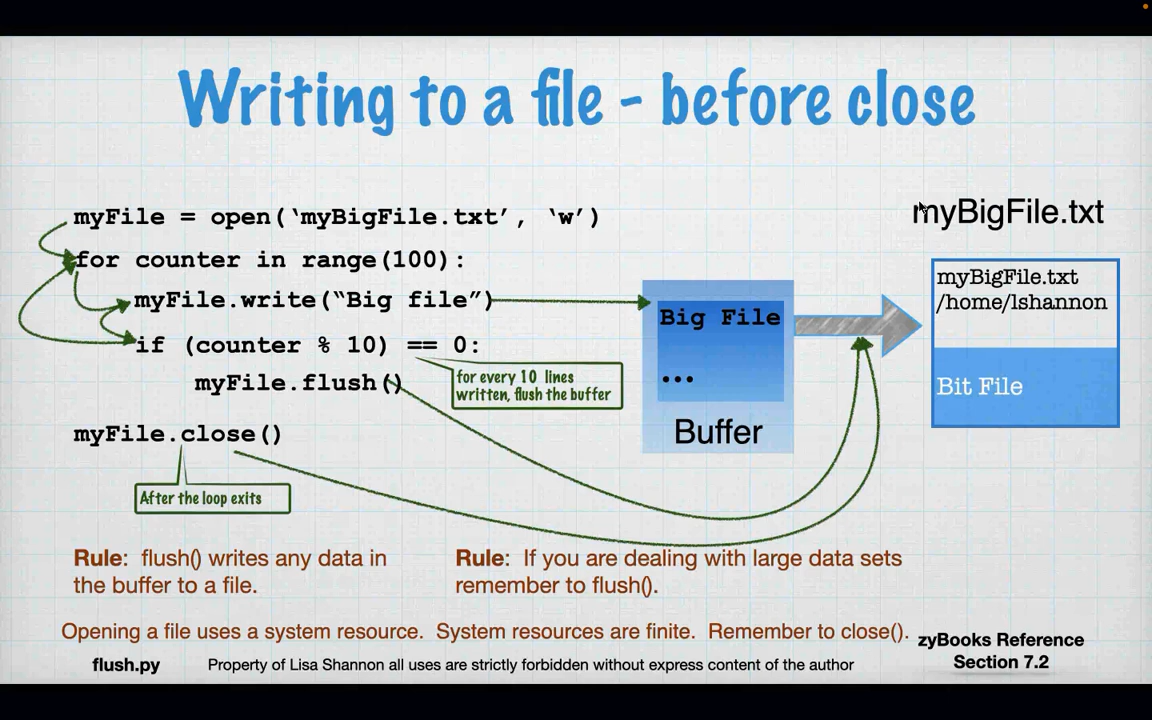 Writing to a file - before close
myFile = open(‘myBigFile.txt’, ‘w’)
myBigFile.txt
for counter in range(100):
myFile.write(“Big file”)
if (counter % 10) == 0:
myFile.flush()
for every 10 lines
written, flush the buffer
myFile.close()
After the loop exits
Big File
...
Buffer
myBigFile.txt
/home/lshannon
Bit File
Rule: flush() writes any data in
the buffer to a file.
Rule: If you are dealing with large data sets
remember to flush().
Opening a file uses a system resource. System resources are finite. Remember to close().
zyBooks Reference
Section 7.2
flush.py
Property of Lisa Shannon all uses are strictly forbidden without express content of the author